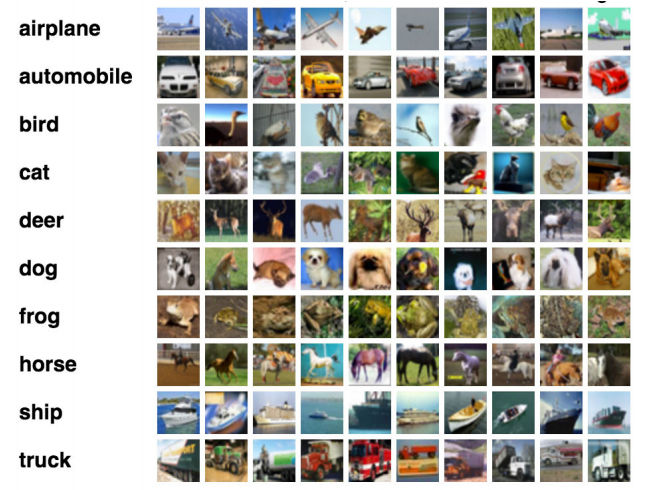 airplane
automobile
bird
cat
deer
dog
frog
horse
ship
truck